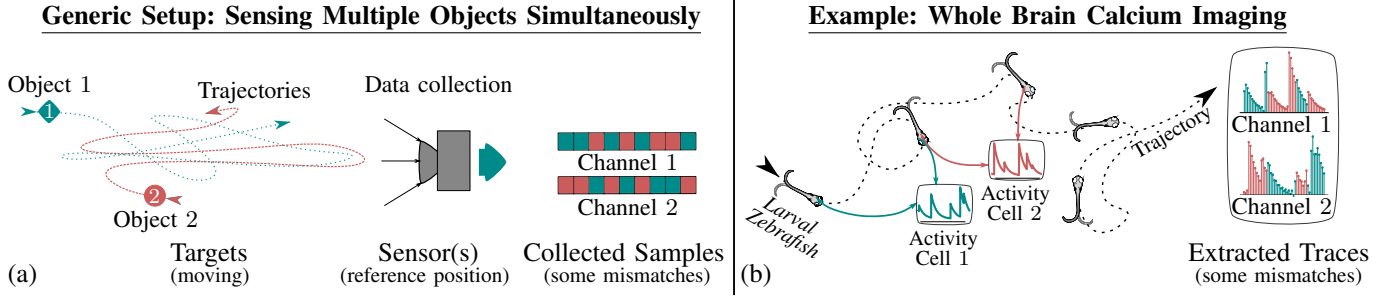 Generic Setup: Sensing Multiple Objects Simultaneously
Object 1
1
Trajectories
2
Object 2
Targets
(moving)
Data collection
Sensor(s)
(reference position)
Channel 1
Channel 2
Collected Samples
(some mismatches)
(a)
Example: Whole Brain Calcium Imaging
Larval
Zebrafish
Activity
Cell 1
Activity
Cell 2
Trajectory
Channel 1
Channel 2
Extracted Traces
(some mismatches)
(b)